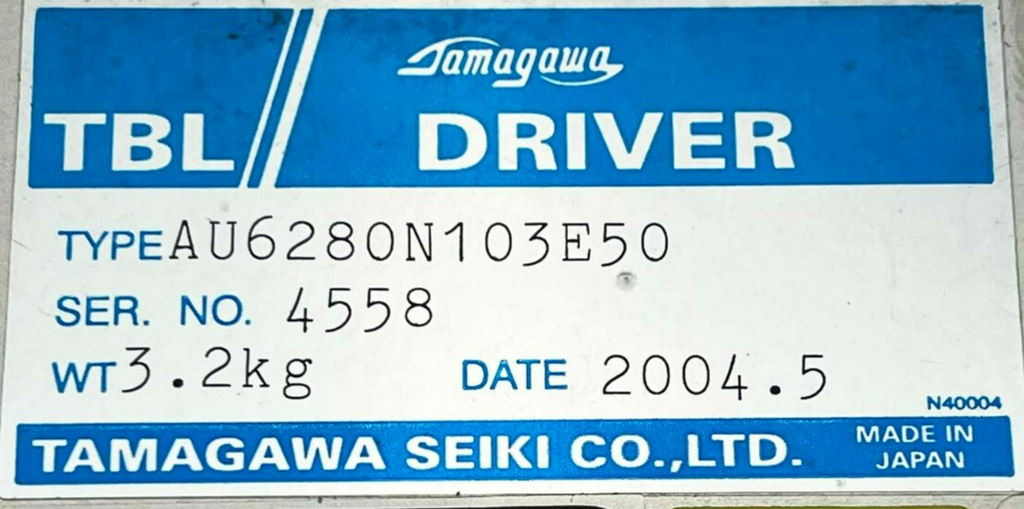 Tamagawa
TBL DRIVER
TYPE AU6280N103E50
SER. NO. 4558
WT 3.2kg DATE 2004.5
N40004
TAMAGAWA SEIKI CO.,LTD. MADE IN
JAPAN